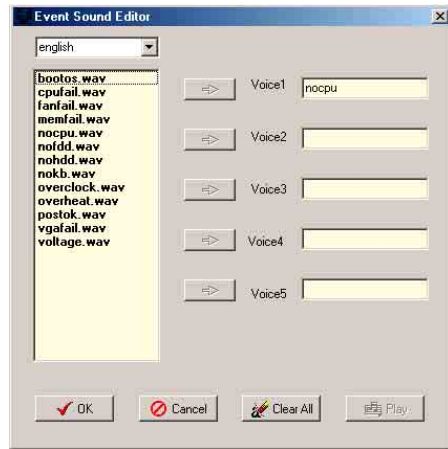 Event Sound Editor
english
bootos.wav
cpufail.wav
fanfail.wav
memfail.wav
nocpu.wav
nofdd.wav
nohdd.wav
nokb.wav
overclock.wav
overheat.wav
postok.wav
vgafail.wav
voltage.wav
Voice1 nocpu
Voice2
Voice3
Voice4
Voice5
OK Cancel Clear All Play